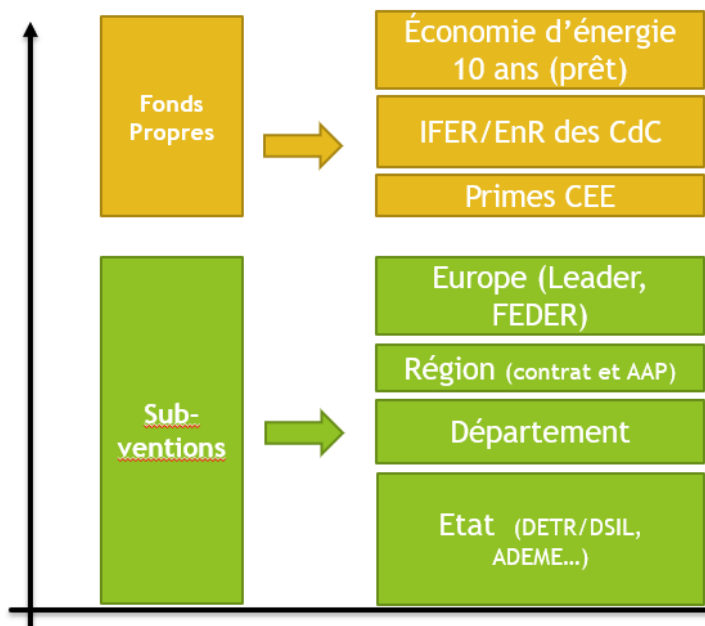 Fonds
Propres
Économie d’énergie
10 ans (prêt)
IFER/EnR des CdC
Primes CEE
Sub-
ventions
Europe (Leader,
FEDER)
Région (contrat et AAP)
Département
Etat (DETR/DSIL,
ADEME…)